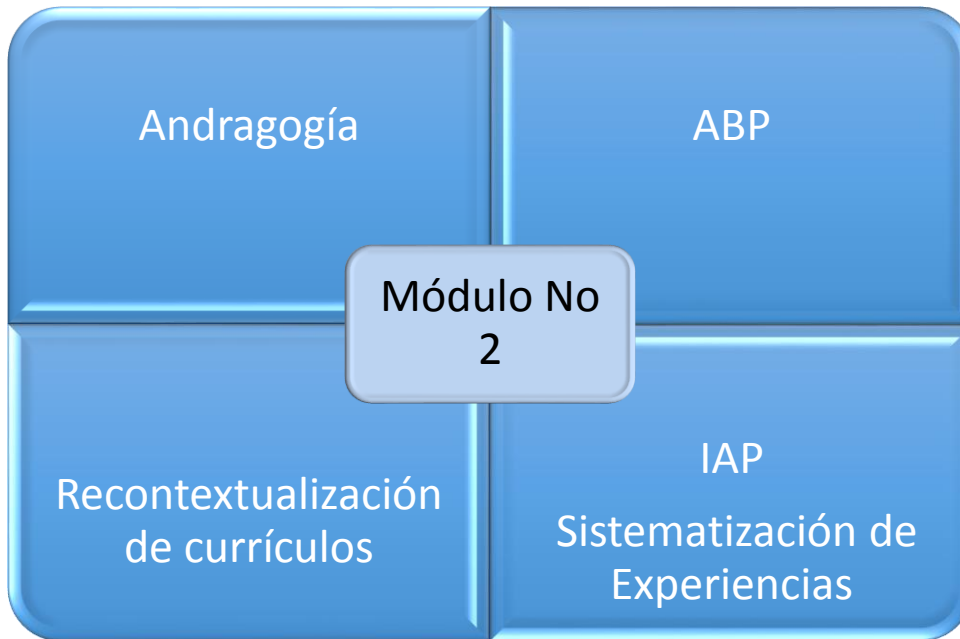 Andragogía
ABP
Módulo No
2
Recontextualización
de currículos
IAP
Sistematización de
Experiencias